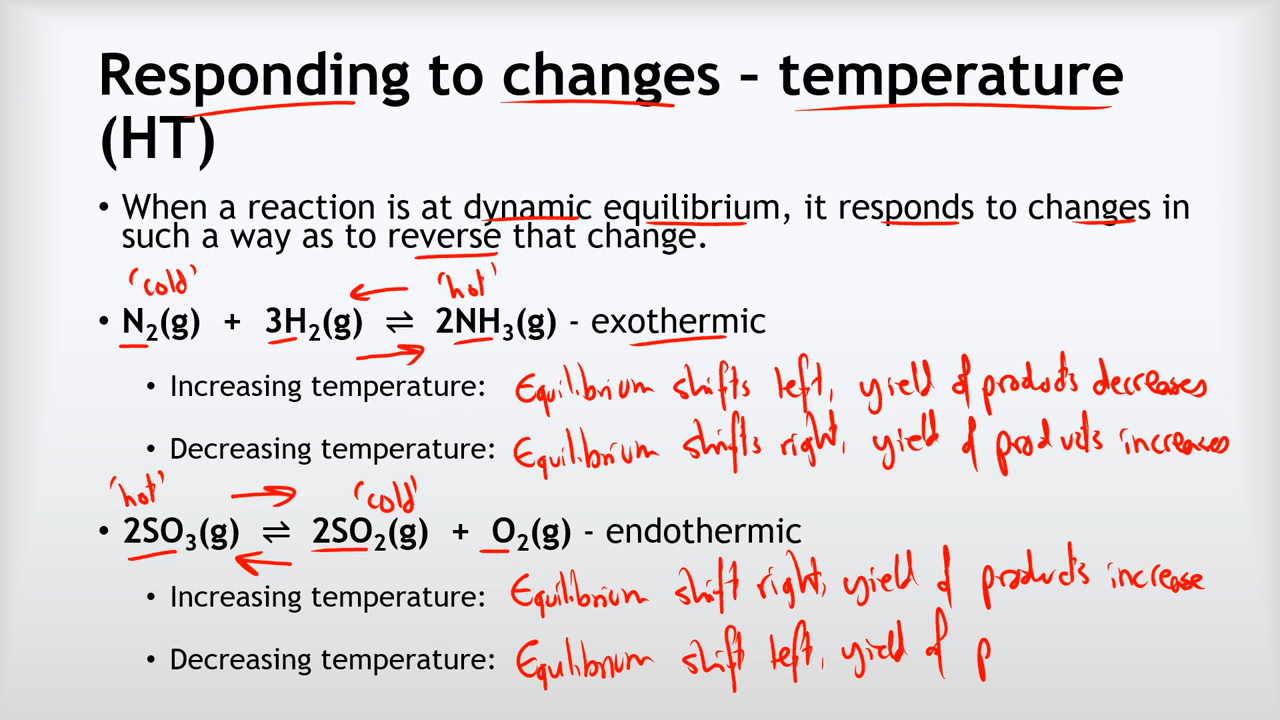 Responding to changes – temperature
(HT)
• When a reaction is at dynamic equilibrium, it responds to changes in
such a way as to reverse that change.
'cold' ← 'hot'
• N₂(g) + 3H₂(g) ⇌ 2NH₃(g) - exothermic
→
• Increasing temperature: Equilibrium shifts left, yield of products decreases
• Decreasing temperature: Equilibrium shifts right, yield of products increases
'hot' → 'cold'
• 2SO₃(g) ⇌ 2SO₂(g) + O₂(g) - endothermic
←
• Increasing temperature: Equilibrium shift right, yield of products increase
• Decreasing temperature: Equlibrium shift left, yield of p